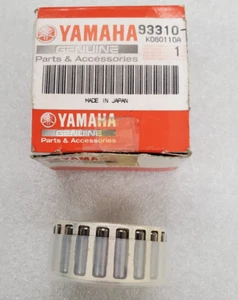 YAMAHA 93310-
GENUINE K080110A
Parts & Accessories 1
MADE IN JAPAN
YAMAHA
GENUINE
Parts & Accessories